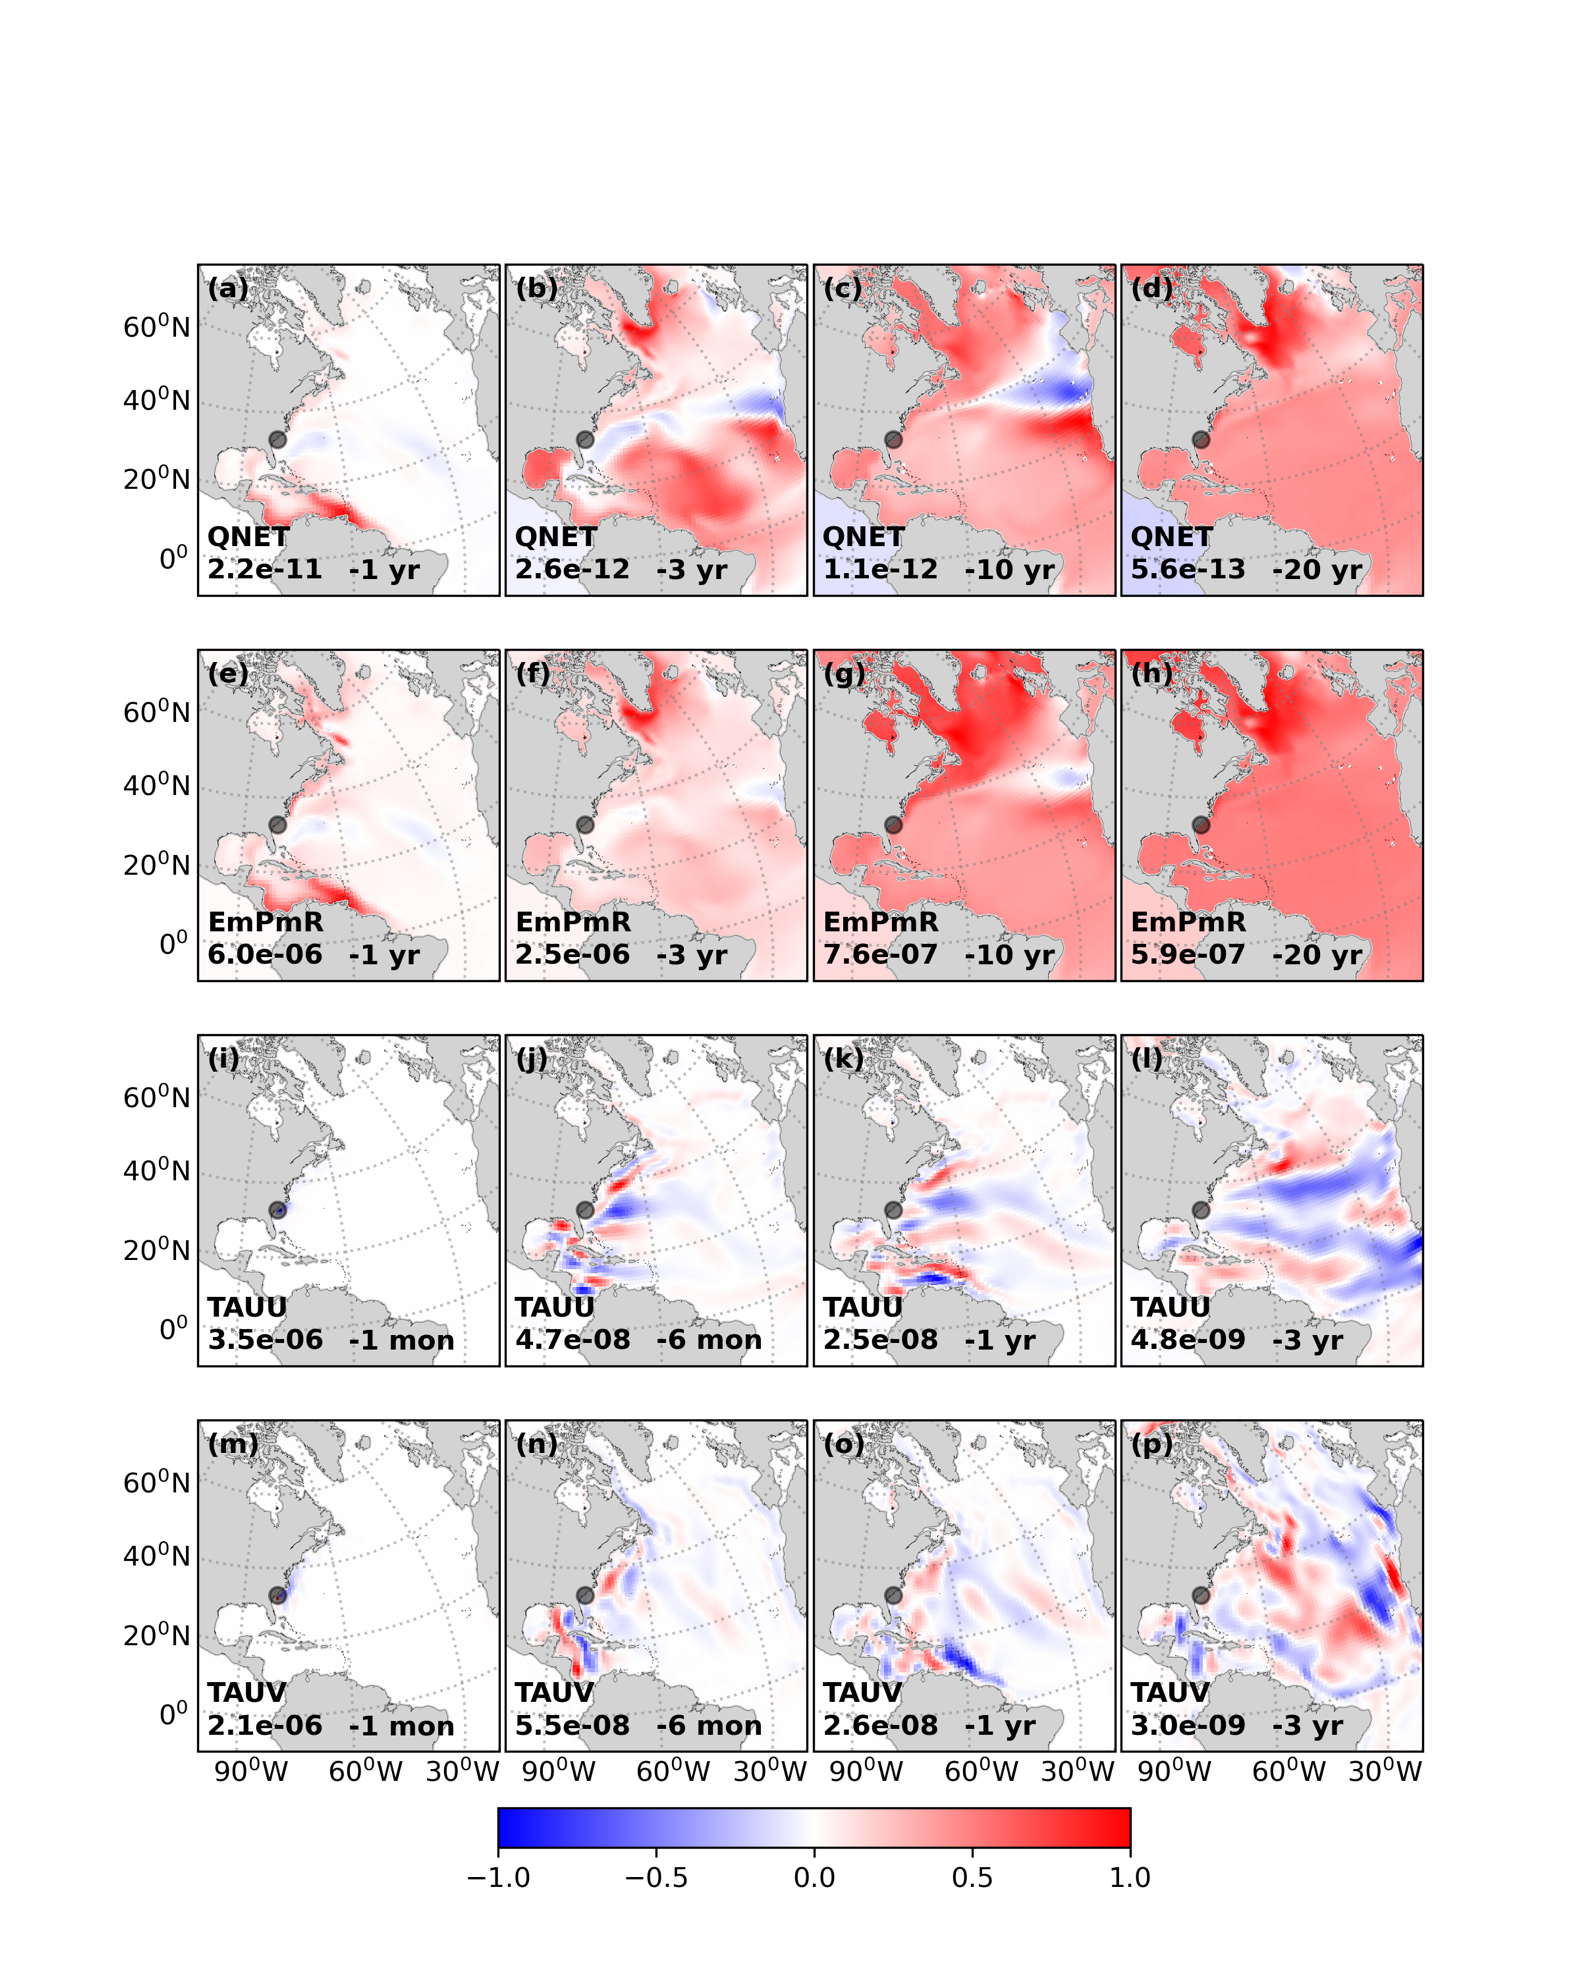 (a) (b) (c) (d)
60⁰N
40⁰N
20⁰N
0⁰
QNET QNET QNET QNET
2.2e-11 -1 yr 2.6e-12 -3 yr 1.1e-12 -10 yr 5.6e-13 -20 yr
(e) (f) (g) (h)
60⁰N
40⁰N
20⁰N
0⁰
EmPmR EmPmR EmPmR EmPmR
6.0e-06 -1 yr 2.5e-06 -3 yr 7.6e-07 -10 yr 5.9e-07 -20 yr
(i) (j) (k) (l)
60⁰N
40⁰N
20⁰N
0⁰
TAUU TAUU TAUU TAUU
3.5e-06 -1 mon 4.7e-08 -6 mon 2.5e-08 -1 yr 4.8e-09 -3 yr
(m) (n) (o) (p)
60⁰N
40⁰N
20⁰N
0⁰
TAUV TAUV TAUV TAUV
2.1e-06 -1 mon 5.5e-08 -6 mon 2.6e-08 -1 yr 3.0e-09 -3 yr
90⁰W 60⁰W 30⁰W 90⁰W 60⁰W 30⁰W 90⁰W 60⁰W 30⁰W 90⁰W 60⁰W 30⁰W
−1.0 −0.5 0.0 0.5 1.0